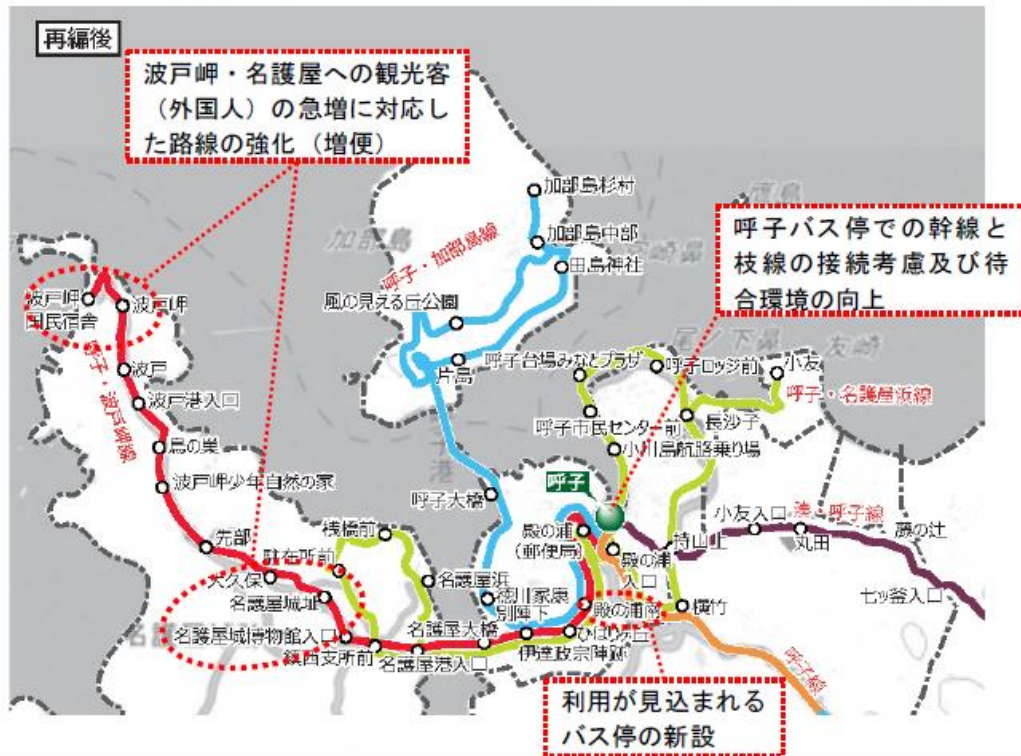 再編後
波戸岬・名護屋への観光客
（外国人）の急増に対応し
た路線の強化（増便）
呼子バス停での幹線と
枝線の接続考慮及び待
合環境の向上
加部島杉村
加部島中部
田島神社
加部島
呼子・加部島線
風の見える丘公園
片島
波戸岬
国民宿舎
波戸岬
波戸
波戸港入口
呼子・波戸岬線
鳥の巣
波戸岬少年自然の家
先部
大久保
名護屋城址
名護屋城博物館入口
鎮西支所前
駐在所前
桟橋前
名護屋浜
名護屋港入口
名護屋大橋
伊達政宗陣跡
ひばりヶ丘
徳川家康
別陣下
呼子大橋
殿の浦
（郵便局）
殿の浦
入口
殿の浦南
呼子
呼子台場みなとプラザ
呼子ロッジ前
小友
尾ノ下鼻
友崎
呼子・名護屋浜線
長沙子
呼子市民センター前
小川島航路乗り場
小友入口
湊・呼子線
丸田
藤の辻
七ッ釜入口
持山上
横竹
呼子線
利用が見込まれる
バス停の新設